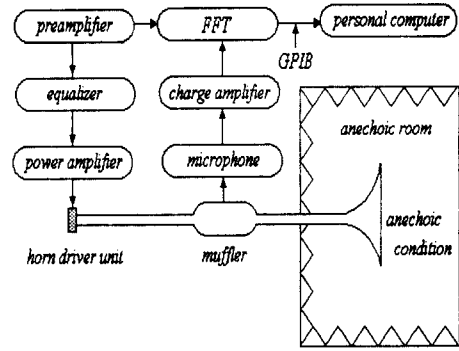 preamplifier
FFT
personal computer
GPIB
equalizer
charge amplifier
anechoic room
power amplifier
microphone
anechoic
condition
horn driver unit
muffler